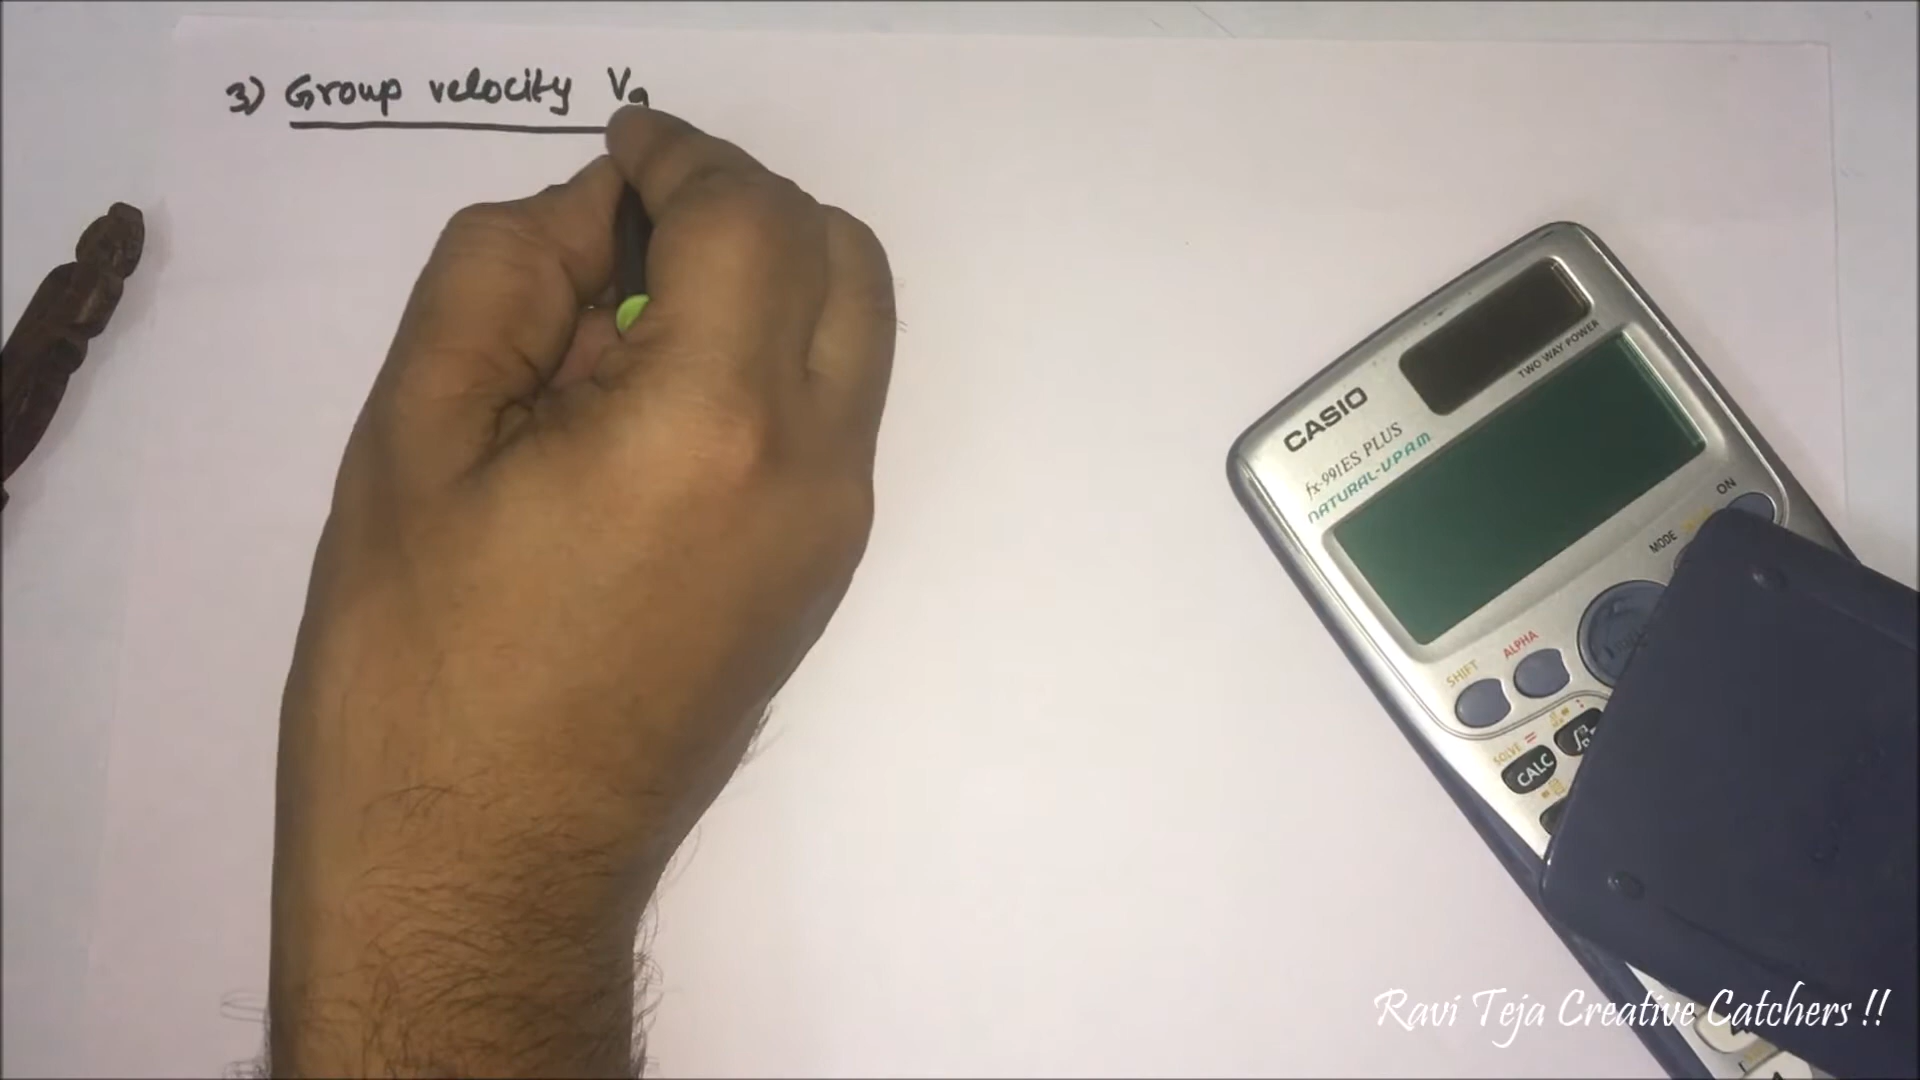 3) Group velocity Vg
TWO WAY POWER
CASIO
fx-991ES PLUS
NATURAL-V.P.A.M.
ON
MODE
SHIFT
ALPHA
SOLVE =
CALC
Ravi Teja Creative Catchers !!